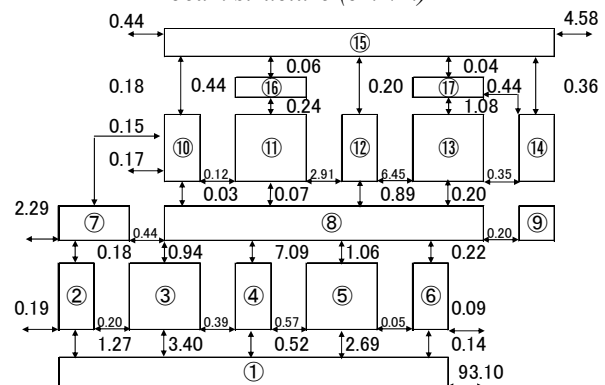 0.44 4.58
⑮
0.06 0.04
0.18 0.44 ⑯ 0.20 ⑰ 0.44 0.36
0.24 1.08
0.15
⑩ ⑪ ⑫ ⑬ ⑭
0.17 0.12 2.91 6.45 0.35
0.03 0.07 0.89 0.20
2.29 ⑦ 0.44 ⑧ 0.20 ⑨
0.18 0.94 7.09 1.06 0.22
② ③ ④ ⑤ ⑥
0.19 0.20 0.39 0.57 0.05 0.09
1.27 3.40 0.52 2.69 0.14
① 93.10